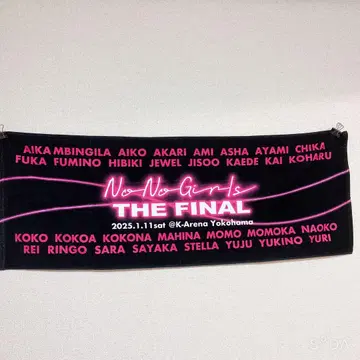 AIKA MBINGILA AIKO AKARI AMI ASHA AYAMI CHIKA
FUKA FUMINO HIBIKI JEWEL JISOO KAEDE KAI KOHARU
No No Girls
THE FINAL
2025.1.11sat @K-Arena Yokohama
KOKO KOKOA KOKONA MAHINA MOMO MOMOKA NAOKO
REI RINGO SARA SAYAKA STELLA YUJU YUKINO YURI